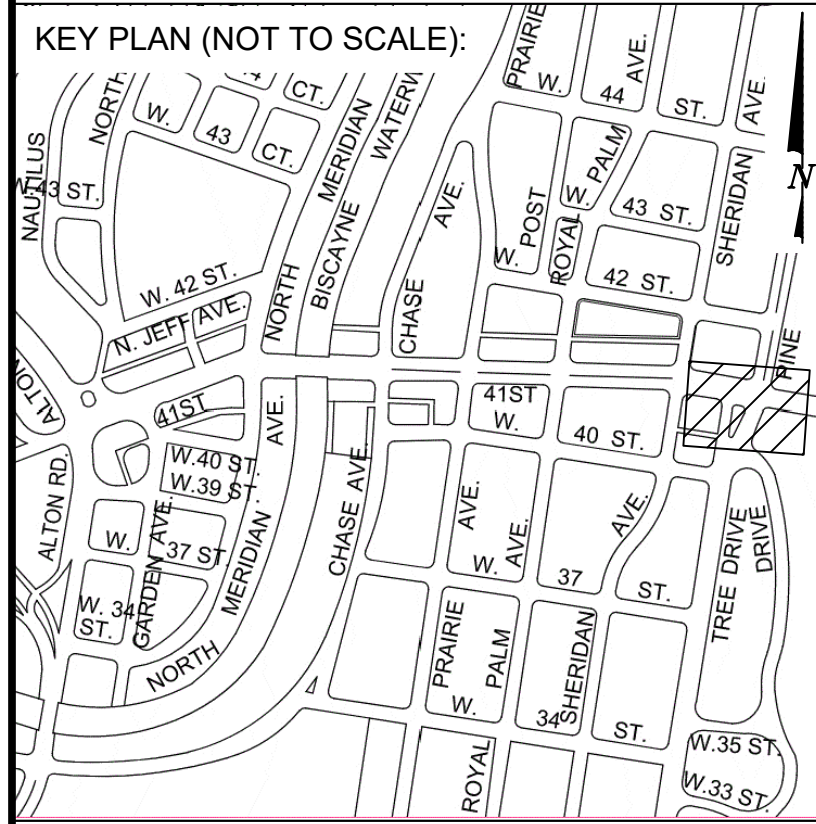 KEY PLAN (NOT TO SCALE):
PRAIRIE
W.
44
ST.
AVE.
AVE.
CT.
NORTH
W.
43
CT.
MERIDIAN
NORTH
BISCAYNE
NAUTILUS
W.43 ST.
W. 42 ST.
N. JEFF AVE.
CHASE
AVE.
W.
POST
ROYAL
W. PALM
43 ST.
42 ST.
SHERIDAN
N
PINE
ALTON
41ST
AVE.
W.40 ST.
W.39 ST.
ALTON RD.
W.
37 ST.
GARDEN AVE.
W. 34
ST.
MERIDIAN
NORTH
CHASE AVE.
41ST
W.
40 ST.
AVE.
AVE.
AVE.
W.
37
ST.
PRAIRIE
PALM
W.
34
SHERIDAN
ST.
ROYAL
TREE DRIVE
DRIVE
W.35 ST.
W.33 ST.